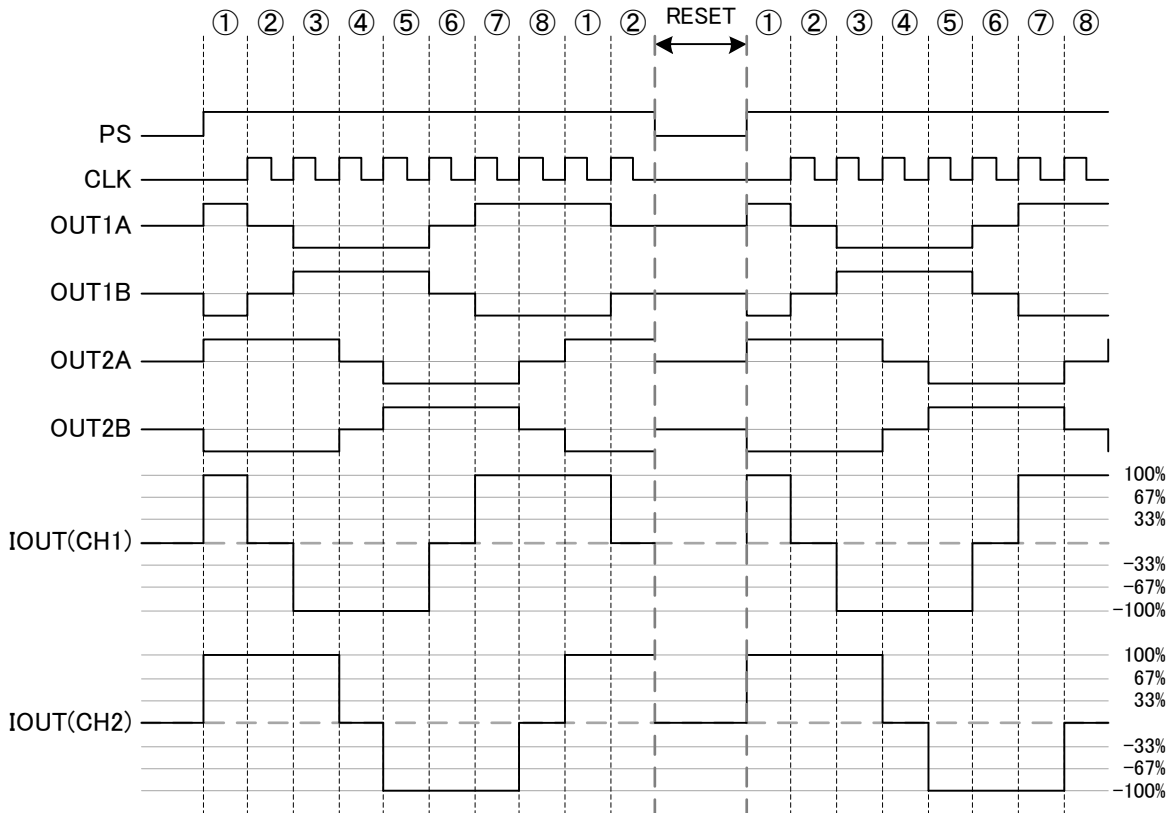 ① ② ③ ④ ⑤ ⑥ ⑦ ⑧ ① ② RESET ① ② ③ ④ ⑤ ⑥ ⑦ ⑧
PS
CLK
OUT1A
OUT1B
OUT2A
OUT2B
IOUT(CH1)
100%
67%
33%
-33%
-67%
-100%
IOUT(CH2)
100%
67%
33%
-33%
-67%
-100%